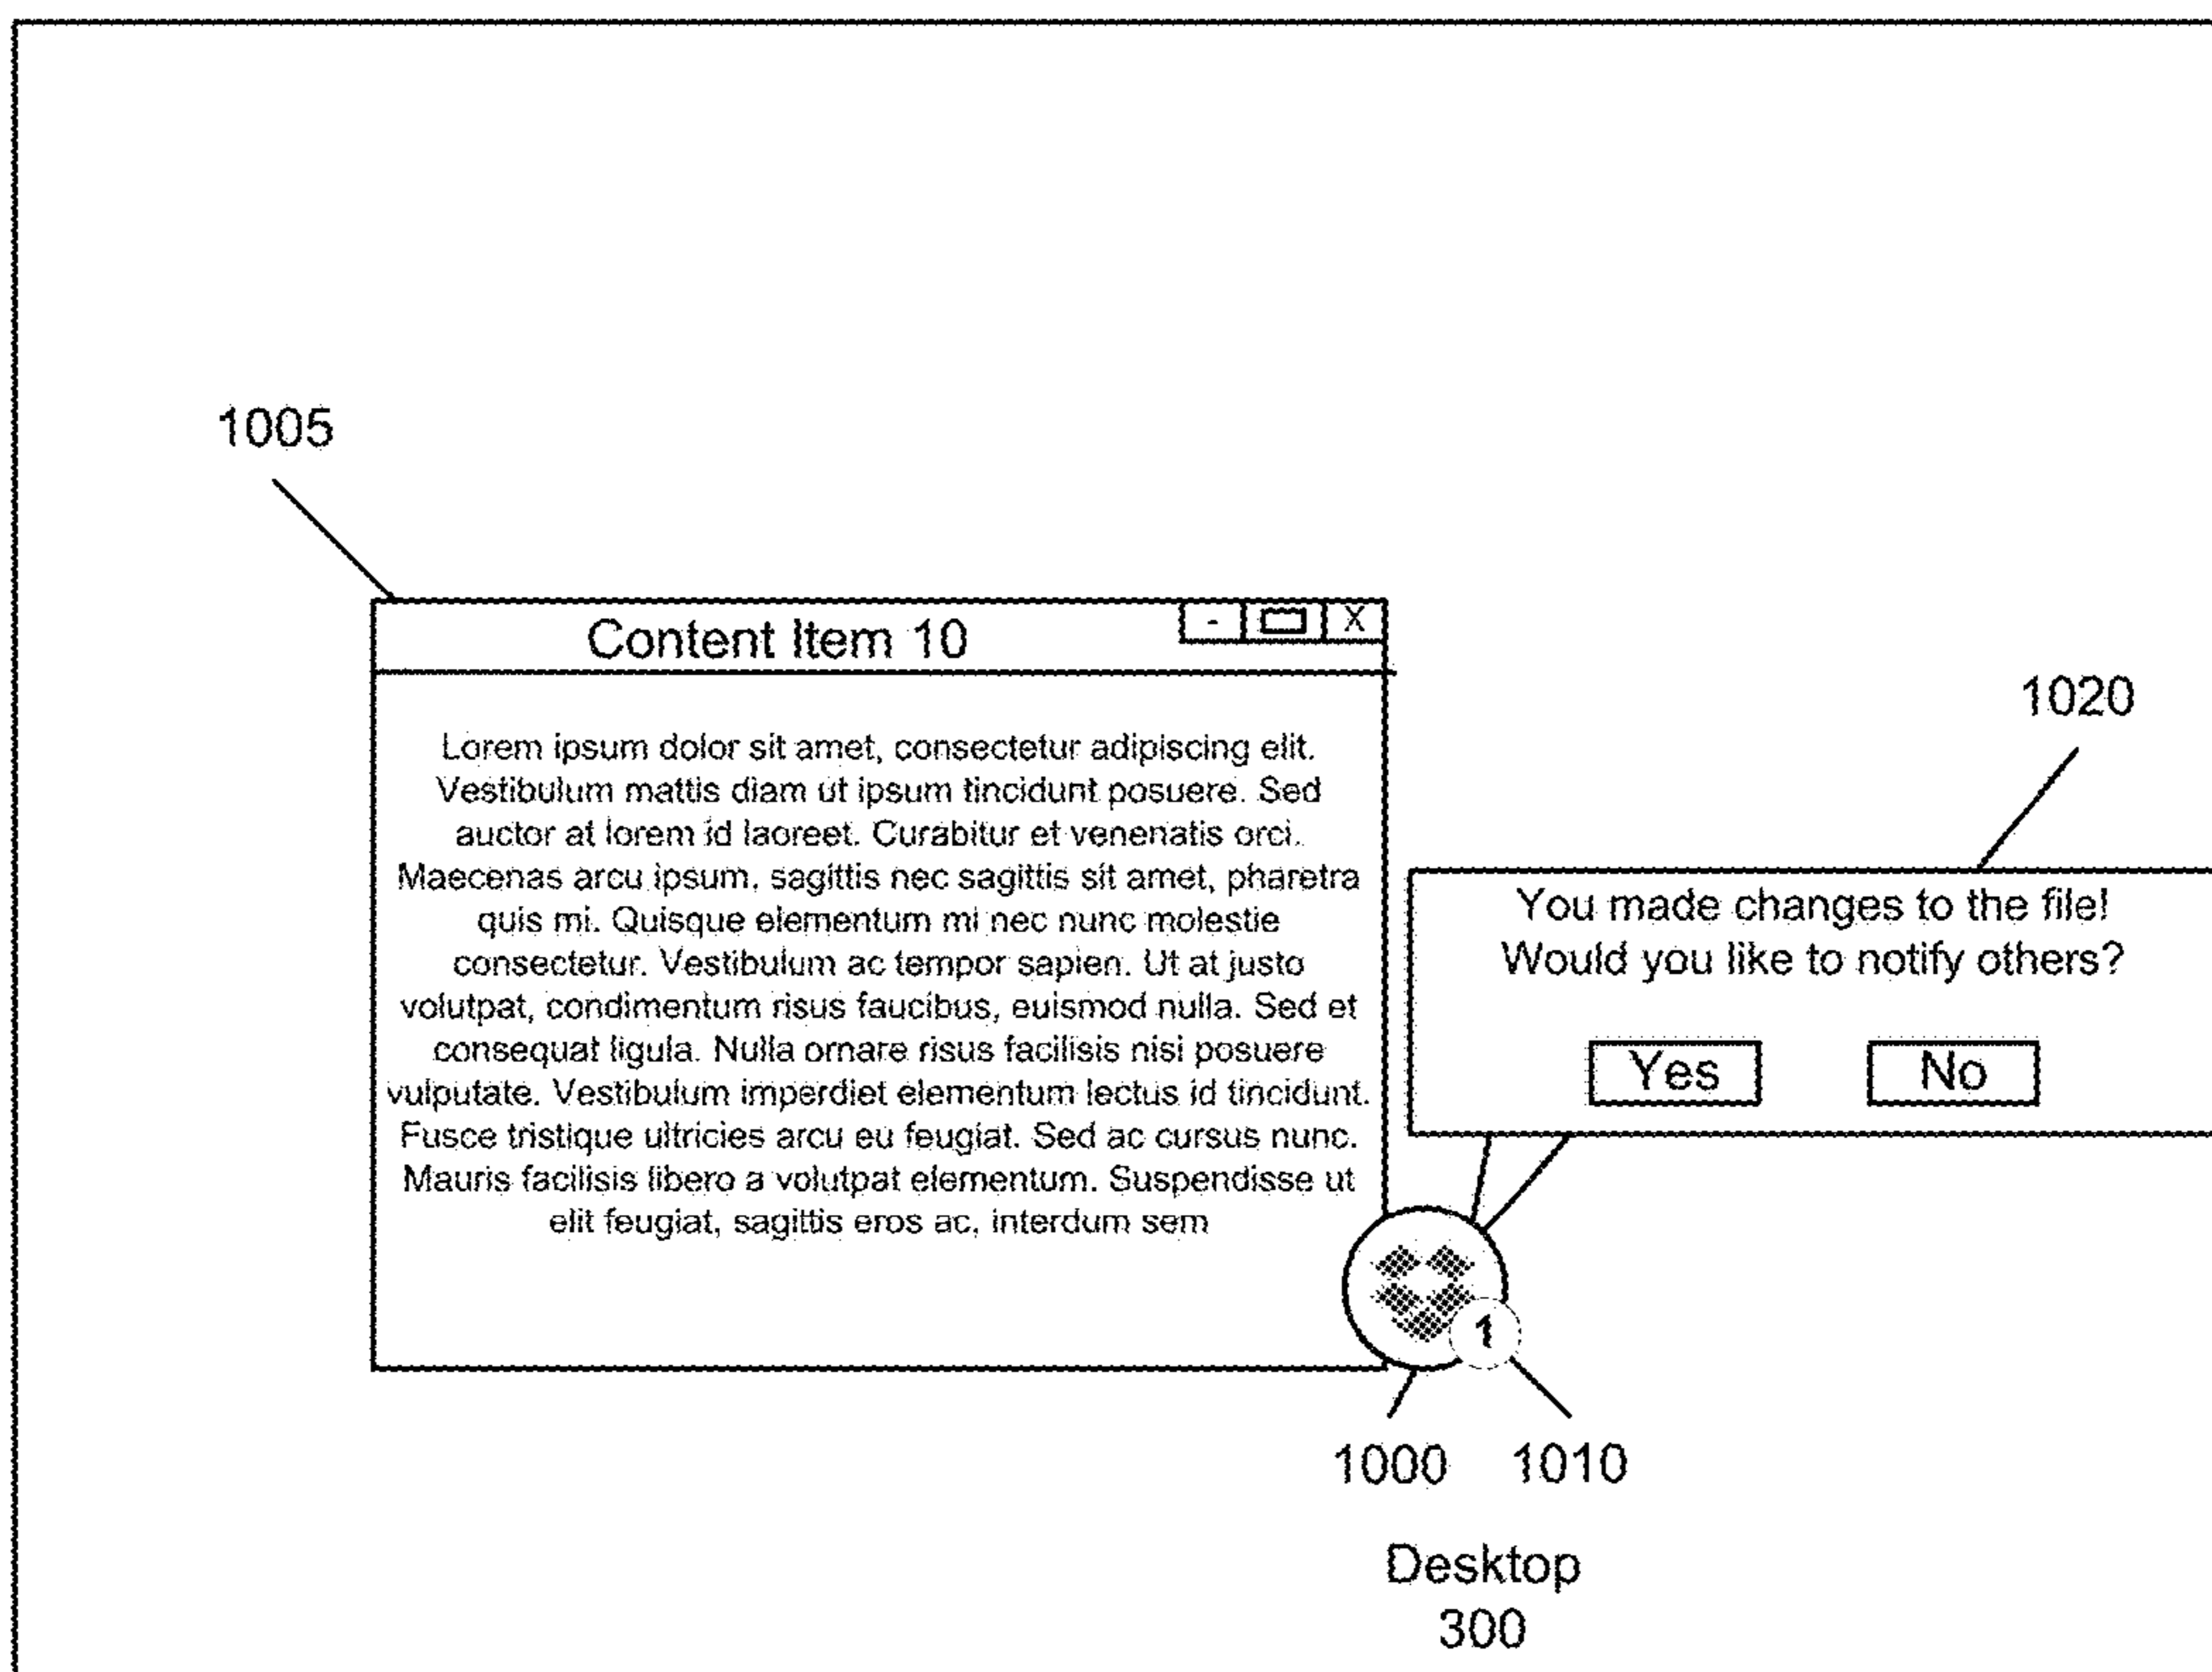 1005
Content Item 10
- X
Lorem ipsum dolor sit amet, consectetur adipiscing elit.
Vestibulum mattis diam ut ipsum tincidunt posuere. Sed
auctor at lorem id laoreet. Curabitur et venenatis orci.
Maecenas arcu ipsum, sagittis nec sagittis sit amet, pharetra
quis mi. Quisque elementum mi nec nunc molestie
consectetur. Vestibulum ac tempor sapien. Ut at justo
volutpat, condimentum risus faucibus, euismod nulla. Sed et
consequat ligula. Nulla ornare risus facilisis nisi posuere
vulputate. Vestibulum imperdiet elementum lectus id tincidunt.
Fusce tristique ultricies arcu eu feugiat. Sed ac cursus nunc.
Mauris facilisis libero a volutpat elementum. Suspendisse ut
elit feugiat, sagittis eros ac, interdum sem
1020
You made changes to the file!
Would you like to notify others?
Yes No
1
1000 1010
Desktop
300